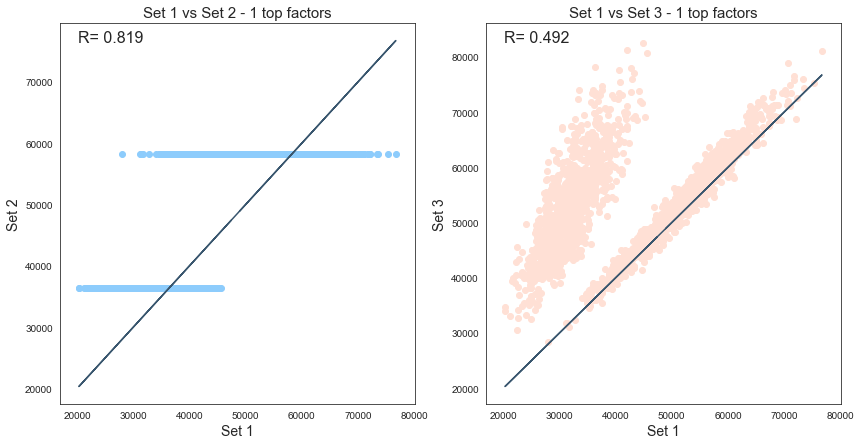 Set 1 vs Set 2 - 1 top factors
R= 0.819
70000
60000
50000
40000
30000
20000
Set 2
20000 30000 40000 50000 60000 70000 80000
Set 1
Set 1 vs Set 3 - 1 top factors
R= 0.492
80000
70000
60000
50000
40000
30000
20000
Set 3
20000 30000 40000 50000 60000 70000 80000
Set 1